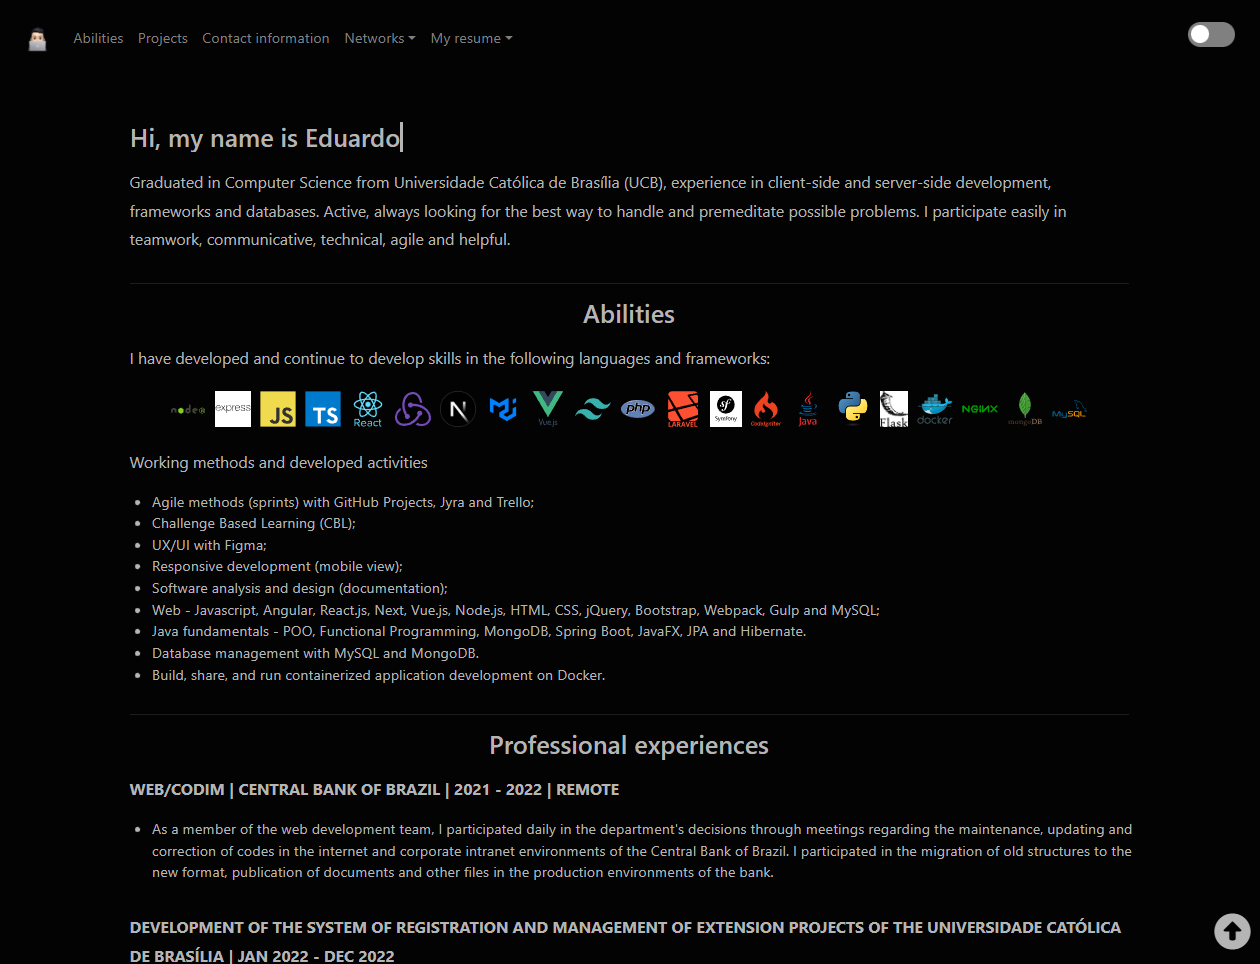 Abilities Projects Contact information Networks My resume
Hi, my name is Eduardo
Graduated in Computer Science from Universidade Católica de Brasília (UCB), experience in client-side and server-side development,
frameworks and databases. Active, always looking for the best way to handle and premeditate possible problems. I participate easily in
teamwork, communicative, technical, agile and helpful.
Abilities
I have developed and continue to develop skills in the following languages and frameworks:
node express JS TS React N Vue.js php LARAVEL sf Symfony CodeIgniter Java Flask docker NGINX mongoDB MySQL
Working methods and developed activities
• Agile methods (sprints) with GitHub Projects, Jyra and Trello;
• Challenge Based Learning (CBL);
• UX/UI with Figma;
• Responsive development (mobile view);
• Software analysis and design (documentation);
• Web - Javascript, Angular, React.js, Next, Vue.js, Node.js, HTML, CSS, jQuery, Bootstrap, Webpack, Gulp and MySQL;
• Java fundamentals - POO, Functional Programming, MongoDB, Spring Boot, JavaFX, JPA and Hibernate.
• Database management with MySQL and MongoDB.
• Build, share, and run containerized application development on Docker.
Professional experiences
WEB/CODIM | CENTRAL BANK OF BRAZIL | 2021 - 2022 | REMOTE
• As a member of the web development team, I participated daily in the department's decisions through meetings regarding the maintenance, updating and
correction of codes in the internet and corporate intranet environments of the Central Bank of Brazil. I participated in the migration of old structures to the
new format, publication of documents and other files in the production environments of the bank.
DEVELOPMENT OF THE SYSTEM OF REGISTRATION AND MANAGEMENT OF EXTENSION PROJECTS OF THE UNIVERSIDADE CATÓLICA
DE BRASÍLIA | JAN 2022 - DEC 2022